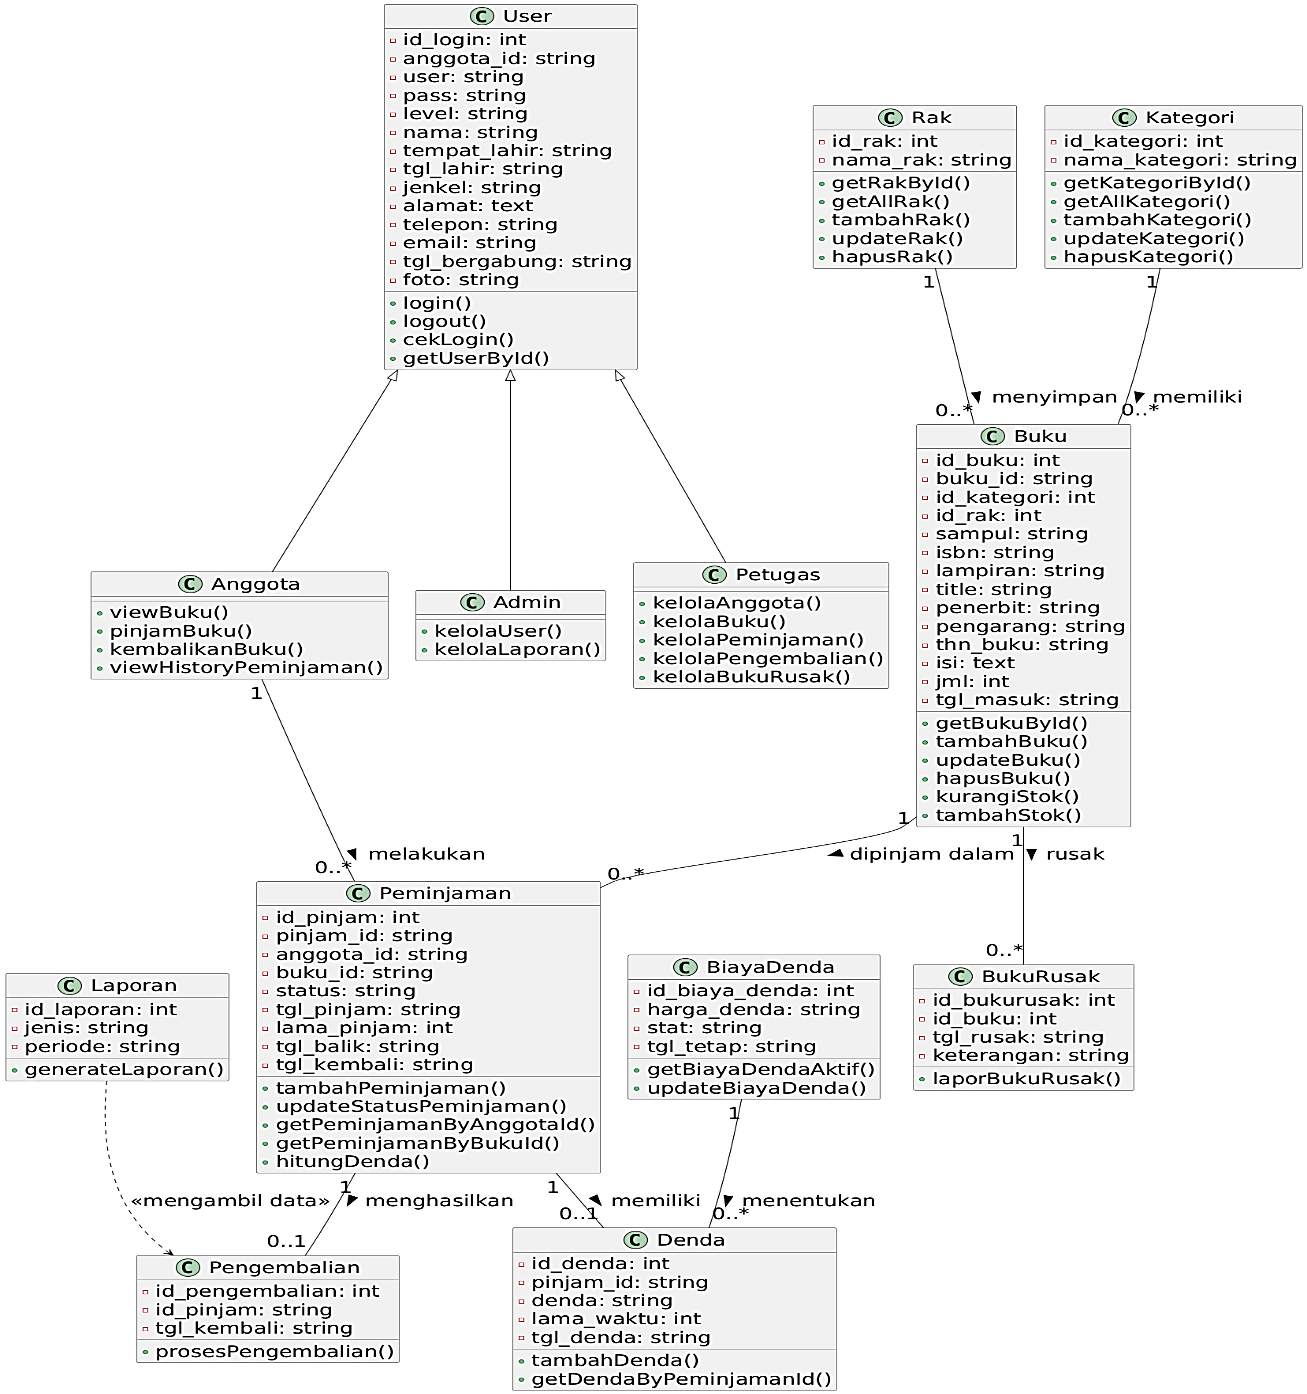 C User
id_login: int
anggota_id: string
user: string
pass: string
level: string
nama: string
tempat_lahir: string
tgl_lahir: string
jenkel: string
alamat: text
telepon: string
email: string
tgl_bergabung: string
foto: string
login()
logout()
cekLogin()
getUserById()
C Rak
id_rak: int
nama_rak: string
getRakById()
getAllRak()
tambahRak()
updateRak()
hapusRak()
C Kategori
id_kategori: int
nama_kategori: string
getKategoriById()
getAllKategori()
tambahKategori()
updateKategori()
hapusKategori()
1
1
menyimpan
memiliki
0..*
0..*
C Buku
id_buku: int
buku_id: string
id_kategori: int
id_rak: int
sampul: string
isbn: string
lampiran: string
title: string
penerbit: string
pengarang: string
thn_buku: string
isi: text
jml: int
tgl_masuk: string
getBukuById()
tambahBuku()
updateBuku()
hapusBuku()
kurangiStok()
tambahStok()
C Anggota
viewBuku()
pinjamBuku()
kembalikanBuku()
viewHistoryPeminjaman()
C Admin
kelolaUser()
kelolaLaporan()
C Petugas
kelolaAnggota()
kelolaBuku()
kelolaPeminjaman()
kelolaPengembalian()
kelolaBukuRusak()
1
1
1
melakukan
dipinjam dalam
rusak
0..*
0..*
0..*
C Peminjaman
id_pinjam: int
pinjam_id: string
anggota_id: string
buku_id: string
status: string
tgl_pinjam: string
lama_pinjam: int
tgl_balik: string
tgl_kembali: string
tambahPeminjaman()
updateStatusPeminjaman()
getPeminjamanByAnggotaId()
getPeminjamanByBukuId()
hitungDenda()
C Laporan
id_laporan: int
jenis: string
periode: string
generateLaporan()
C BiayaDenda
id_biaya_denda: int
harga_denda: string
stat: string
tgl_tetap: string
getBiayaDendaAktif()
updateBiayaDenda()
C BukuRusak
id_bukurusak: int
id_buku: int
tgl_rusak: string
keterangan: string
laporBukuRusak()
1
1
1
«mengambil data»
menghasilkan
memiliki
menentukan
0..1
0..1
0..*
C Pengembalian
id_pengembalian: int
id_pinjam: string
tgl_kembali: string
prosesPengembalian()
C Denda
id_denda: int
pinjam_id: string
denda: string
lama_waktu: int
tgl_denda: string
tambahDenda()
getDendaByPeminjamanId()